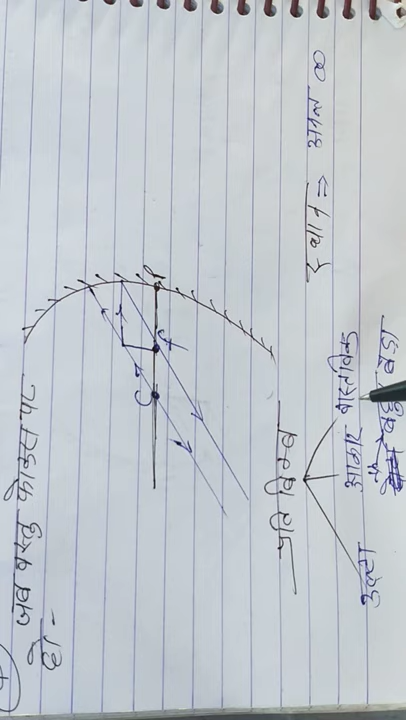 जब वस्तु फोकस पर
हो -
P
f
C
प्रतिबिम्ब
स्थान ⇒ अनन्त ∞
उल्टा
आकार
वास्तविक
बहुत बड़ा